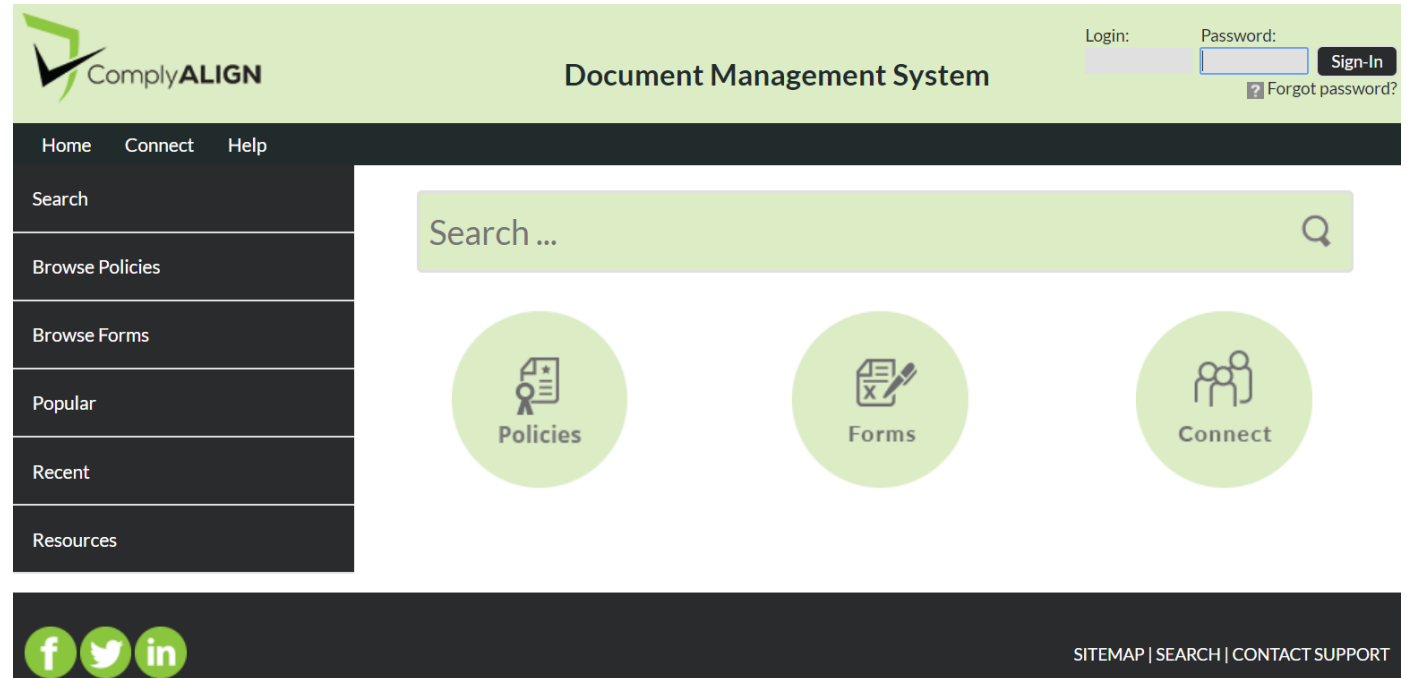 ComplyALIGN
Document Management System
Login: Password:
Sign-In
? Forgot password?
Home Connect Help
Search
Browse Policies
Browse Forms
Popular
Recent
Resources
Search ...
Policies
Forms
Connect
f in
SITEMAP | SEARCH | CONTACT SUPPORT